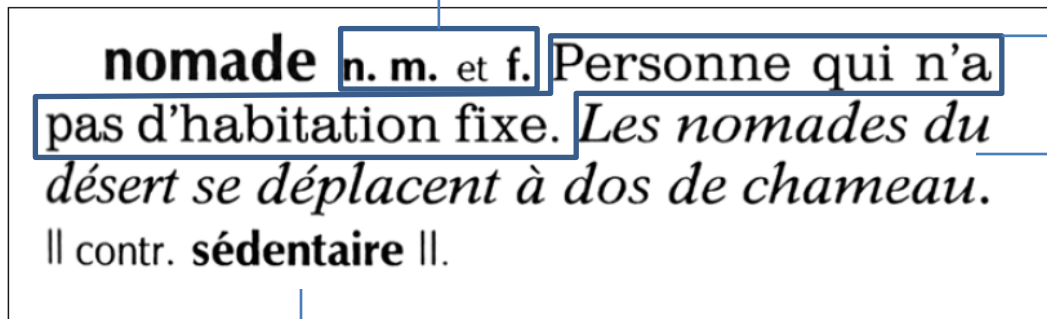 nomade n. m. et f. Personne qui n'a
pas d'habitation fixe. Les nomades du
désert se déplacent à dos de chameau.
|| contr. sédentaire ||.